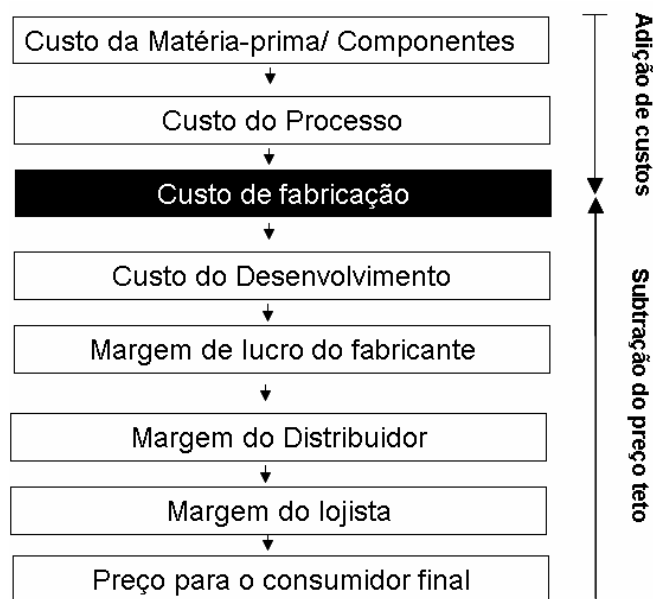 Custo da Matéria-prima/ Componentes
Custo do Processo
Custo de fabricação
Custo do Desenvolvimento
Margem de lucro do fabricante
Margem do Distribuidor
Margem do lojista
Preço para o consumidor final
Adição de custos
Subtração do preço teto